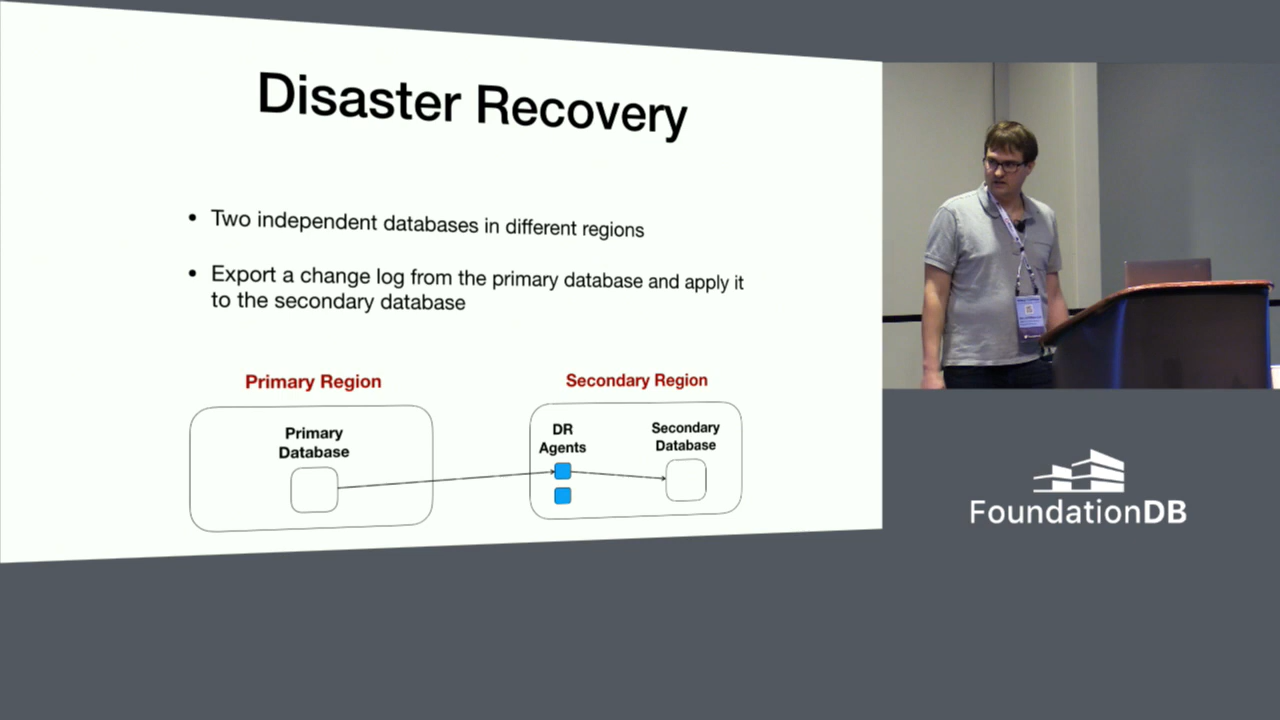 Disaster Recovery
• Two independent databases in different regions
• Export a change log from the primary database and apply it
to the secondary database
Primary Region
Secondary Region
Primary
Database
DR
Agents
Secondary
Database
FoundationDB